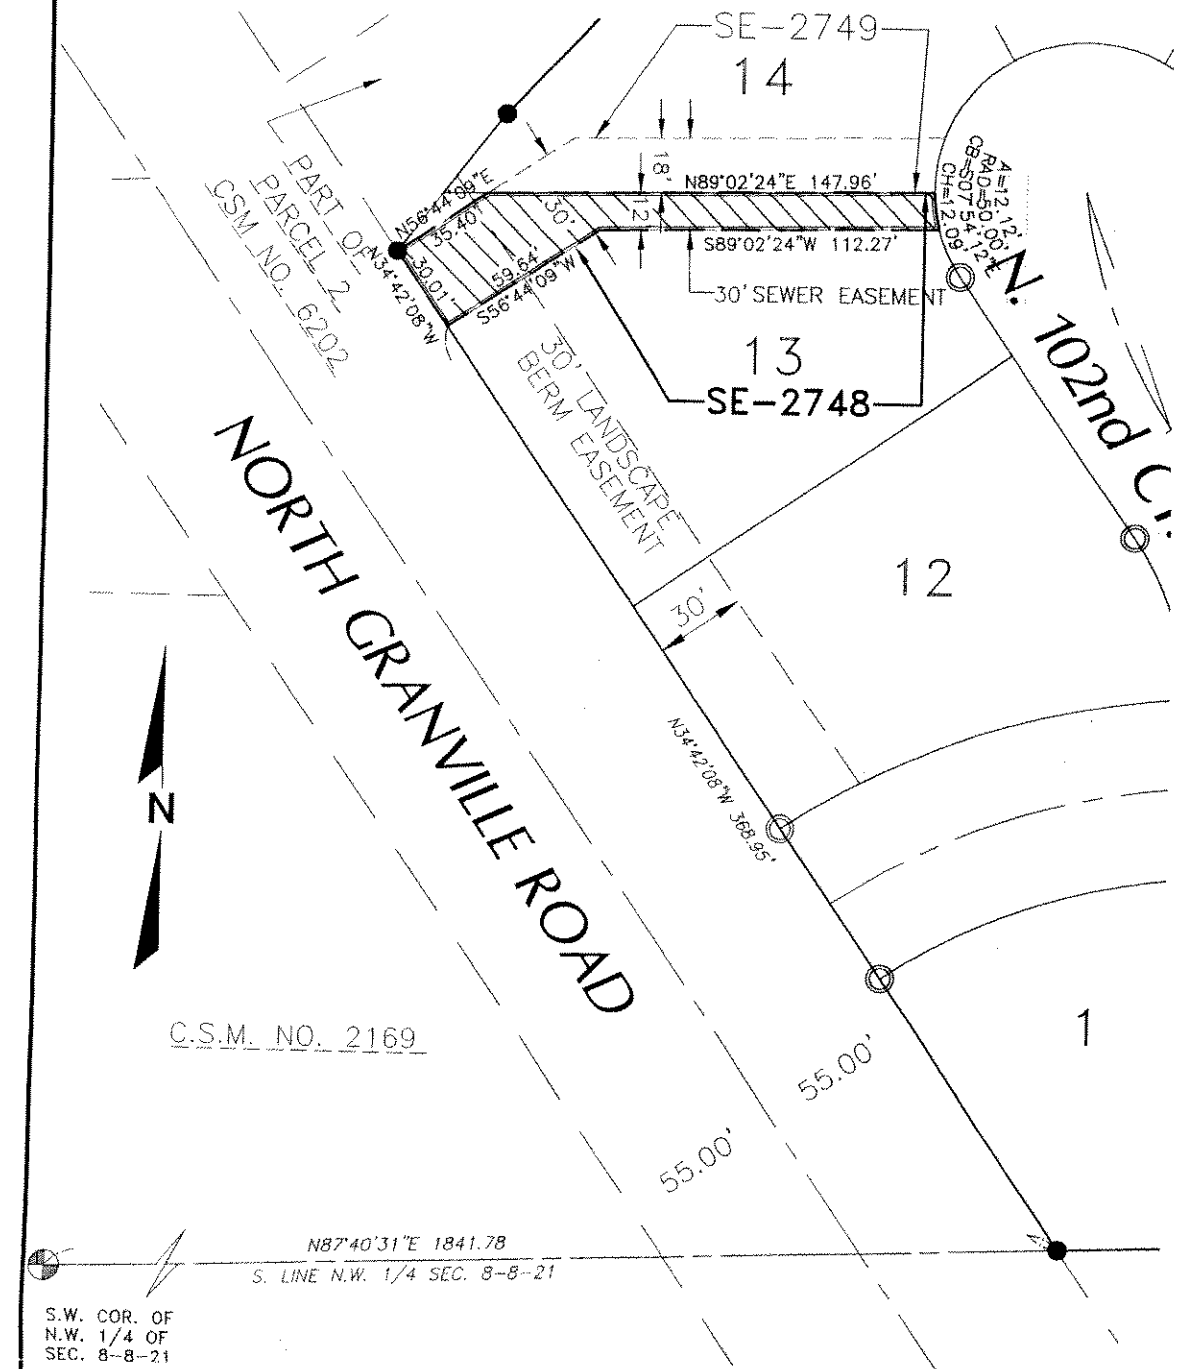 SE-2749
14
PART OF
PARCEL 2
CSM NO. 6202
18'
N89°02'24"E 147.96'
A=12.12'
RAD=50.00'
CB=S07°54'12"E
CH=12.09'
N56°44'09"E
35.40'
30'
12'
S89°02'24"W 112.27'
30.01'
N34°42'08"W
59.64'
S56°44'09"W
30' SEWER EASEMENT
N. 102nd CT.
13
SE-2748
30' LANDSCAPE
BERM EASEMENT
NORTH GRANVILLE ROAD
12
30'
N34°42'08"W 368.95'
N
C.S.M. NO. 2169
1
55.00'
55.00'
N87°40'31"E 1841.78
S. LINE N.W. 1/4 SEC. 8-8-21
S.W. COR. OF
N.W. 1/4 OF
SEC. 8-8-21